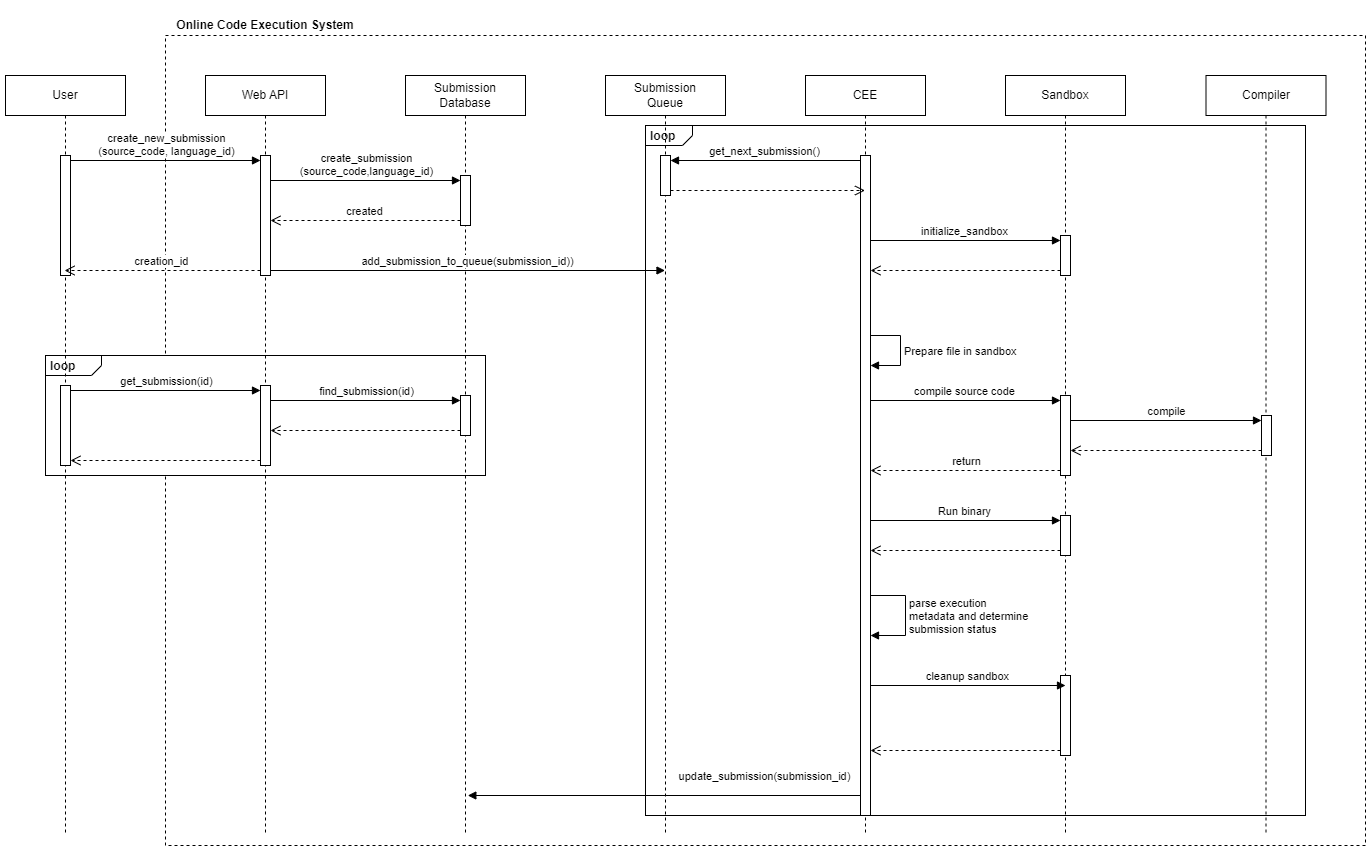 Online Code Execution System
User
Web API
Submission
Database
Submission
Queue
CEE
Sandbox
Compiler
loop
create_new_submission
(source_code, language_id)
create_submission
(source_code,language_id)
get_next_submission()
created
initialize_sandbox
creation_id
add_submission_to_queue(submission_id))
Prepare file in sandbox
loop
get_submission(id)
find_submission(id)
compile source code
compile
return
Run binary
parse execution
metadata and determine
submission status
cleanup sandbox
update_submission(submission_id)